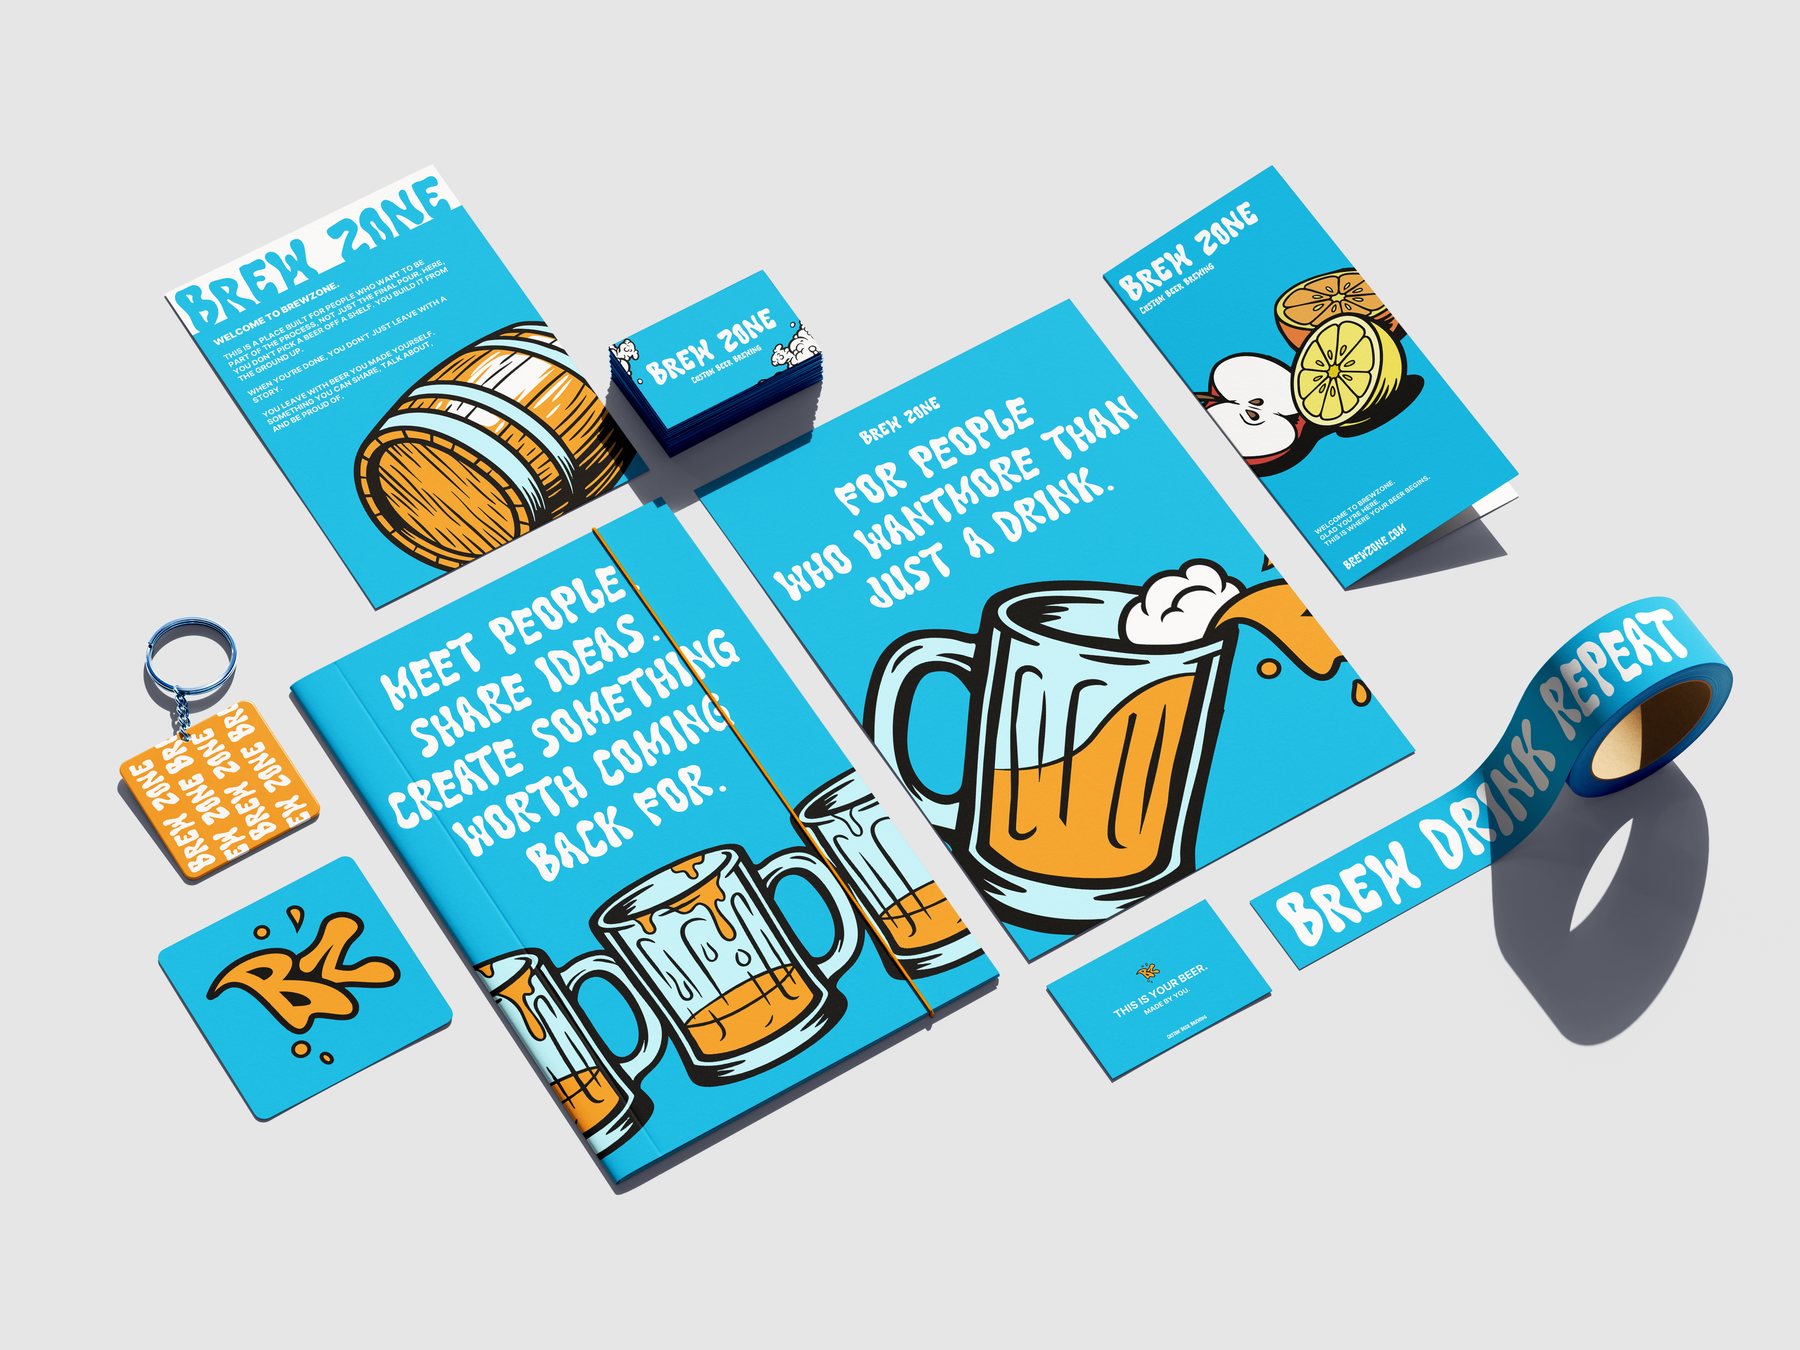 BREW ZONE
WELCOME TO BREWZONE.
THIS IS A PLACE BUILT FOR PEOPLE WHO WANT TO BE
PART OF THE PROCESS, NOT JUST THE FINAL POUR. HERE,
YOU DON'T PICK A BEER OFF A SHELF. YOU BUILD IT FROM
THE GROUND UP.
WHEN YOU'RE DONE, YOU DON'T JUST LEAVE WITH A
STORY.
YOU LEAVE WITH BEER YOU MADE YOURSELF.
SOMETHING YOU CAN SHARE, TALK ABOUT,
AND BE PROUD OF.
BREW ZONE
CUSTOM BEER BREWING
BREW ZONE
CUSTOM BEER BREWING
WELCOME TO BREWZONE.
GLAD YOU'RE HERE.
THIS IS WHERE YOUR BEER BEGINS.
BREWZONE.COM
BREW ZONE
FOR PEOPLE
WHO WANTMORE THAN
JUST A DRINK.
MEET PEOPLE.
SHARE IDEAS.
CREATE SOMETHING
WORTH COMING
BACK FOR.
BREW ZONE BRE
EW ZONE BREW
BREW ZONE BRE
EW ZONE BRE
BZ
BZ
THIS IS YOUR BEER.
MADE BY YOU.
CUSTOM BEER BREWING
BREW DRINK REPEAT